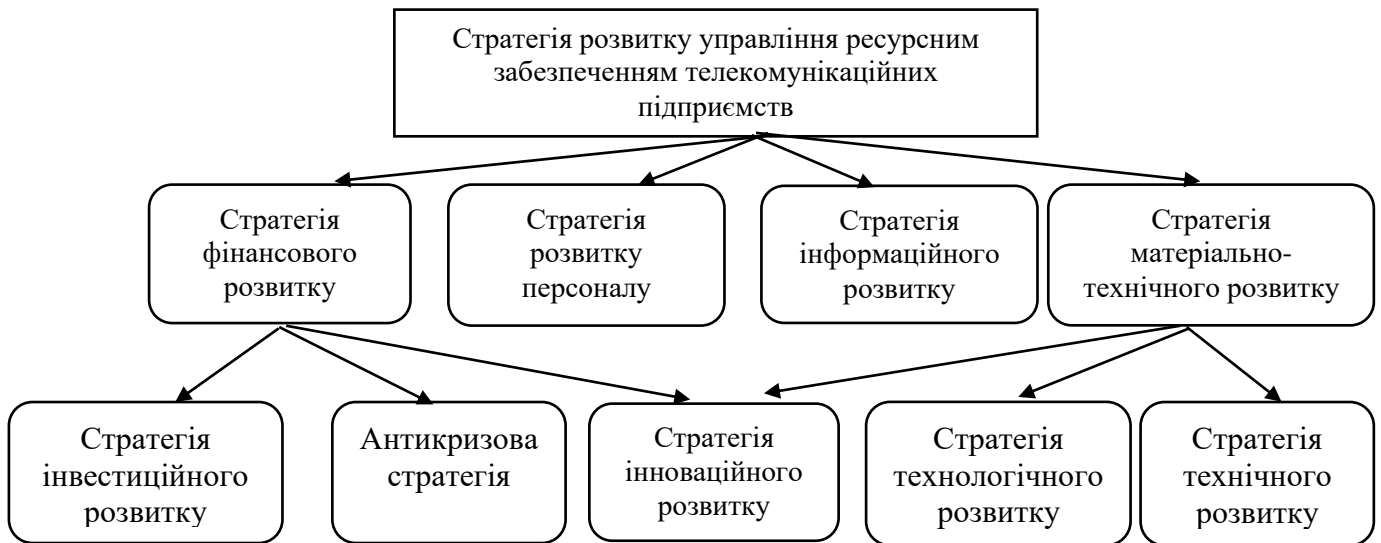 Стратегія розвитку управління ресурсним
забезпеченням телекомунікаційних
підприємств
Стратегія
фінансового
розвитку
Стратегія
розвитку
персоналу
Стратегія
інформаційного
розвитку
Стратегія
матеріально-
технічного розвитку
Стратегія
інвестиційного
розвитку
Антикризова
стратегія
Стратегія
інноваційного
розвитку
Стратегія
технологічного
розвитку
Стратегія
технічного
розвитку